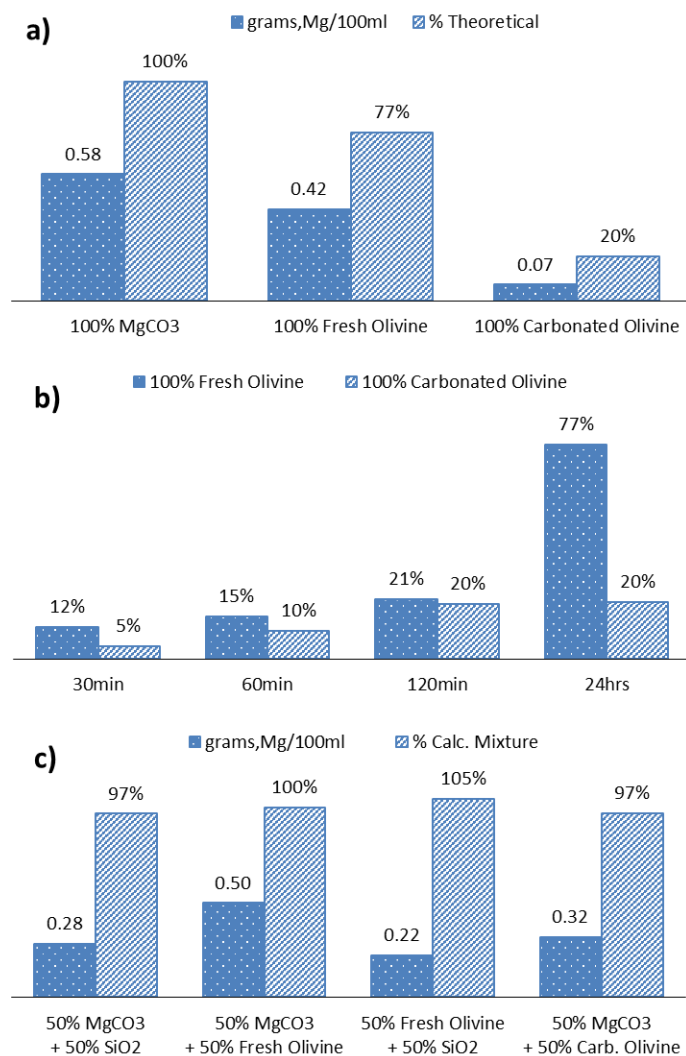 a)
grams,Mg/100ml % Theoretical
100%
77%
0.58
0.42
20%
0.07
100% MgCO3 100% Fresh Olivine 100% Carbonated Olivine
100% Fresh Olivine 100% Carbonated Olivine
b)
77%
12% 5% 15% 10% 21% 20% 20%
30min 60min 120min 24hrs
grams,Mg/100ml % Calc. Mixture
c)
97% 100% 105% 97%
0.28 0.50 0.22 0.32
50% MgCO3 50% MgCO3 50% Fresh Olivine 50% MgCO3
+ 50% SiO2 + 50% Fresh Olivine + 50% SiO2 + 50% Carb. Olivine